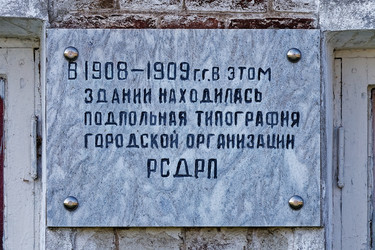 В 1908–1909 г.г. В ЭТОМ
ЗДАНИИ НАХОДИЛАСЬ
ПОДПОЛЬНАЯ ТИПОГРАФИЯ
ГОРОДСКОЙ ОРГАНИЗАЦИИ
РСДРП